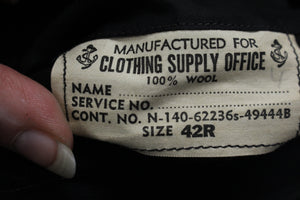 MANUFACTURED FOR
CLOTHING SUPPLY OFFICE
100% WOOL
NAME
SERVICE NO.
CONT. NO. N-140-62236s-49444B
SIZE 42R